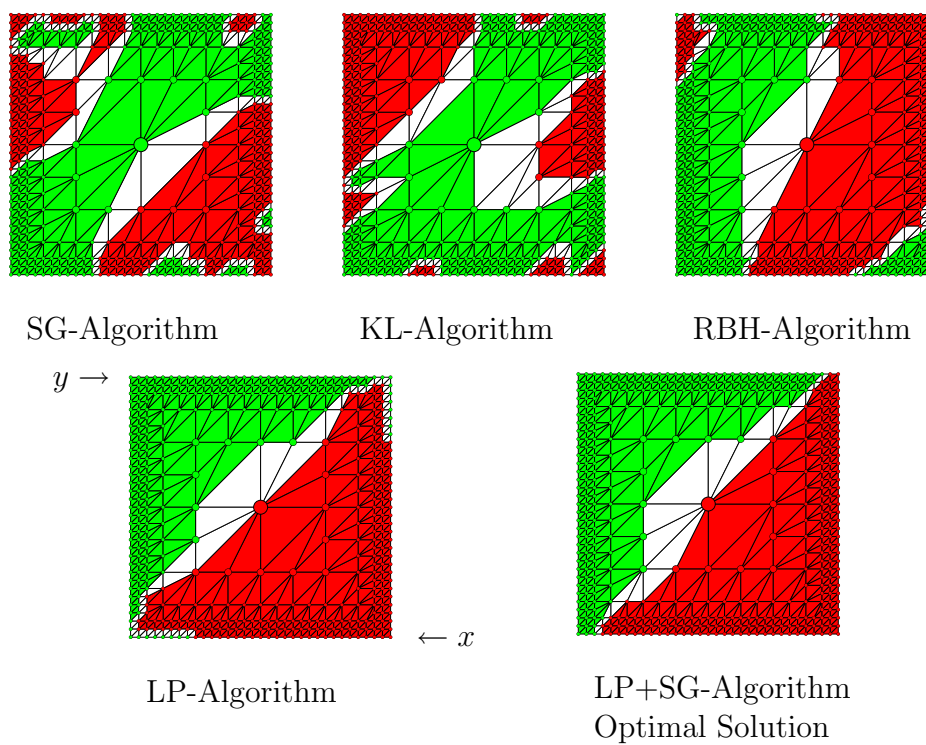 SG-Algorithm
KL-Algorithm
RBH-Algorithm
y →
← x
LP-Algorithm
LP+SG-Algorithm
Optimal Solution